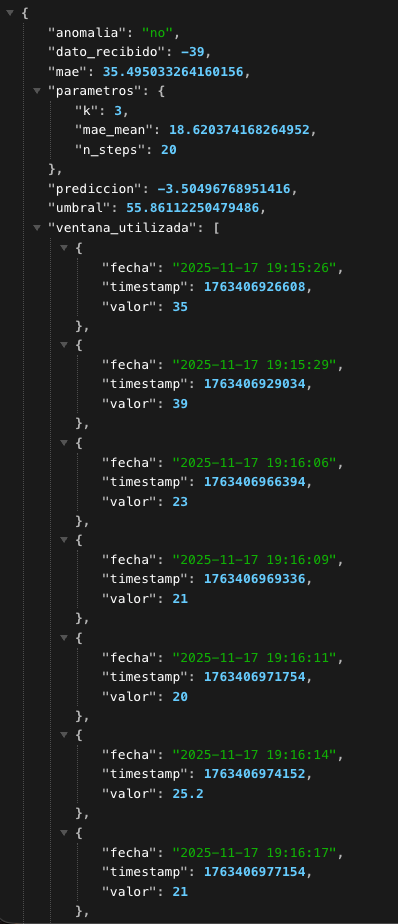 {
"anomalia": "no",
"dato_recibido": -39,
"mae": 35.495033264160156,
"parametros": {
"k": 3,
"mae_mean": 18.620374168264952,
"n_steps": 20
},
"prediccion": -3.50496768951416,
"umbral": 55.86112250479486,
"ventana_utilizada": [
{
"fecha": "2025-11-17 19:15:26",
"timestamp": 1763406926608,
"valor": 35
},
{
"fecha": "2025-11-17 19:15:29",
"timestamp": 1763406929034,
"valor": 39
},
{
"fecha": "2025-11-17 19:16:06",
"timestamp": 1763406966394,
"valor": 23
},
{
"fecha": "2025-11-17 19:16:09",
"timestamp": 1763406969336,
"valor": 21
},
{
"fecha": "2025-11-17 19:16:11",
"timestamp": 1763406971754,
"valor": 20
},
{
"fecha": "2025-11-17 19:16:14",
"timestamp": 1763406974152,
"valor": 25.2
},
{
"fecha": "2025-11-17 19:16:17",
"timestamp": 1763406977154,
"valor": 21
},